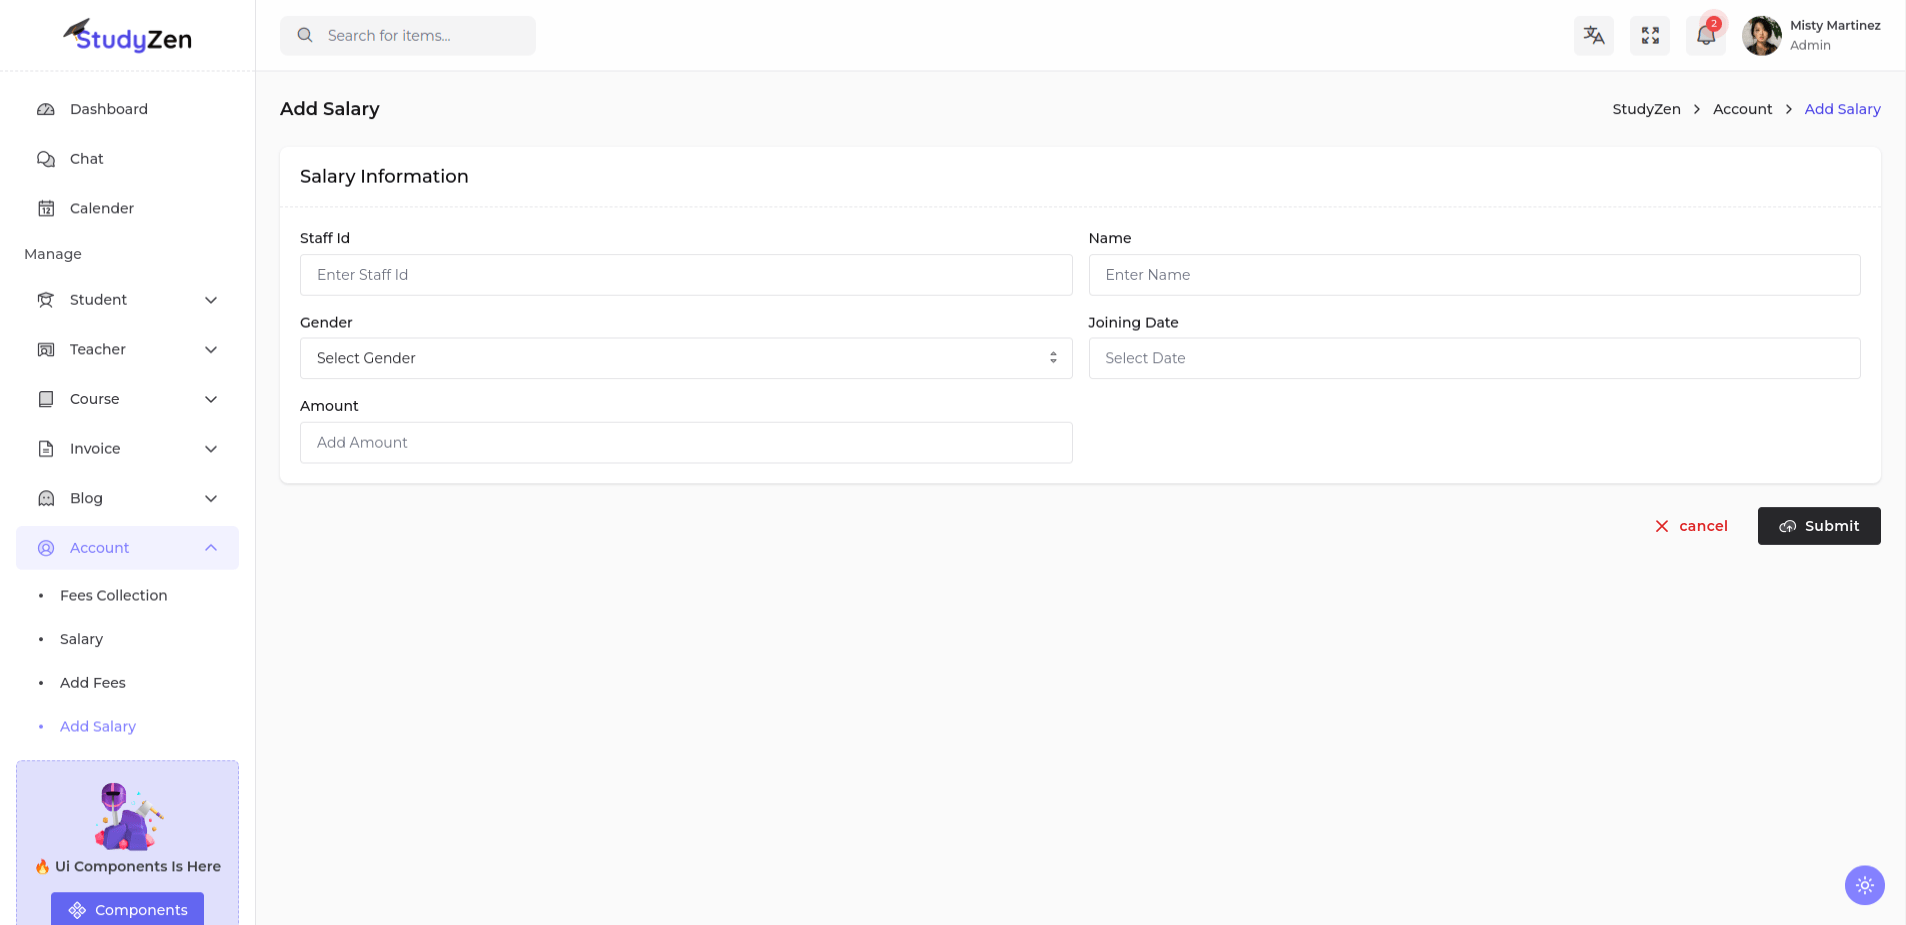 StudyZen
Search for items...
2
Misty Martinez
Admin
Dashboard
Chat
12
Calender
Manage
Student
Teacher
Course
Invoice
Blog
Account
Fees Collection
Salary
Add Fees
Add Salary
🔥 Ui Components Is Here
Components
Add Salary
StudyZen > Account > Add Salary
Salary Information
Staff Id
Enter Staff Id
Name
Enter Name
Gender
Select Gender
Joining Date
Select Date
Amount
Add Amount
cancel
Submit